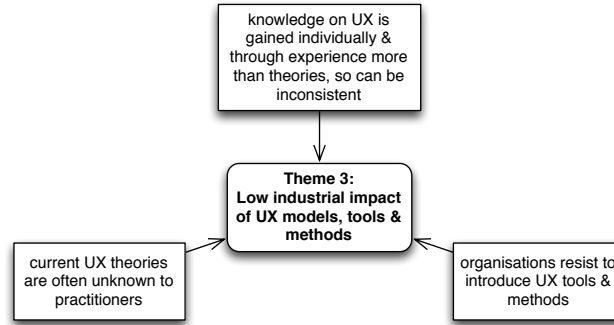 knowledge on UX is
gained individually &
through experience more
than theories, so can be
inconsistent
Theme 3:
Low industrial impact
of UX models, tools &
methods
current UX theories
are often unknown to
practitioners
organisations resist to
introduce UX tools &
methods